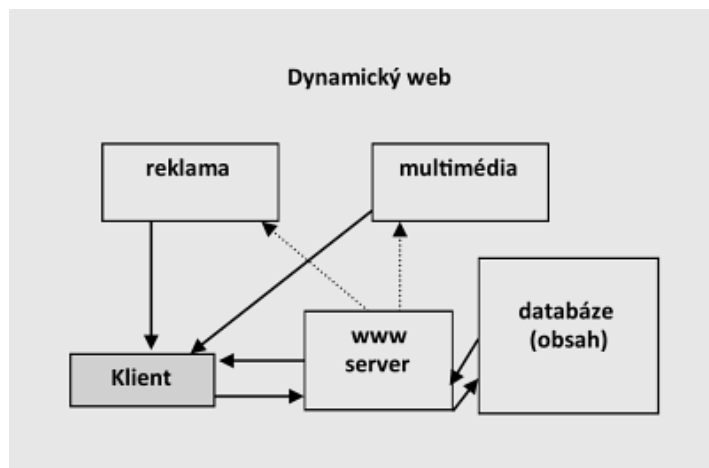 Dynamický web
reklama
multimédia
databáze
(obsah)
www
server
Klient